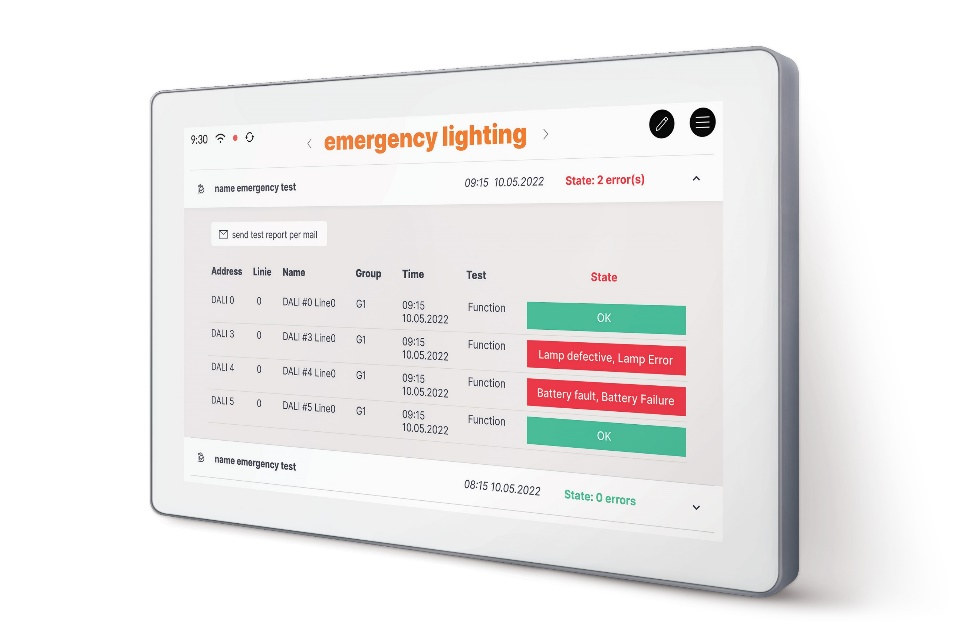 9:30
emergency lighting
name emergency test 09:15 10.05.2022 State: 2 error(s)
send test report per mail
Address Linie Name Group Time Test State
DALI 0 0 DALI #0 Line0 G1 09:15 10.05.2022 Function OK
DALI 3 0 DALI #3 Line0 G1 09:15 10.05.2022 Function Lamp defective, Lamp Error
DALI 4 0 DALI #4 Line0 G1 09:15 10.05.2022 Function Battery fault, Battery Failure
DALI 5 0 DALI #5 Line0 G1 09:15 10.05.2022 Function OK
name emergency test 08:15 10.05.2022 State: 0 errors